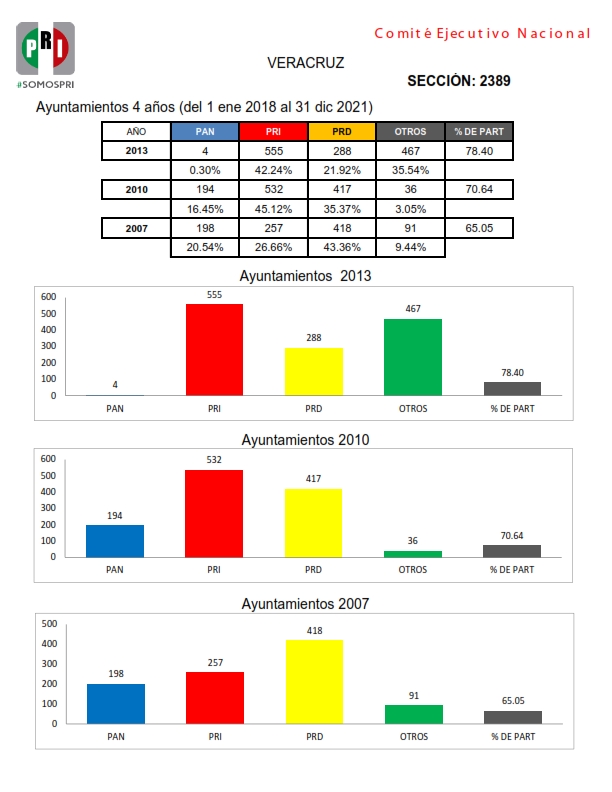 PRI
#SOMOSPRI
Comité Ejecutivo Nacional
VERACRUZ
SECCIÓN: 2389
Ayuntamientos 4 años (del 1 ene 2018 al 31 dic 2021)
AÑO PAN PRI PRD OTROS % DE PART
2013 4 555 288 467 78.40
0.30% 42.24% 21.92% 35.54%
2010 194 532 417 36 70.64
16.45% 45.12% 35.37% 3.05%
2007 198 257 418 91 65.05
20.54% 26.66% 43.36% 9.44%
Ayuntamientos 2013
600
500
400
300
200
100
0
4 555 288 467 78.40
PAN PRI PRD OTROS % DE PART
Ayuntamientos 2010
600
500
400
300
200
100
0
194 532 417 36 70.64
PAN PRI PRD OTROS % DE PART
Ayuntamientos 2007
500
400
300
200
100
0
198 257 418 91 65.05
PAN PRI PRD OTROS % DE PART